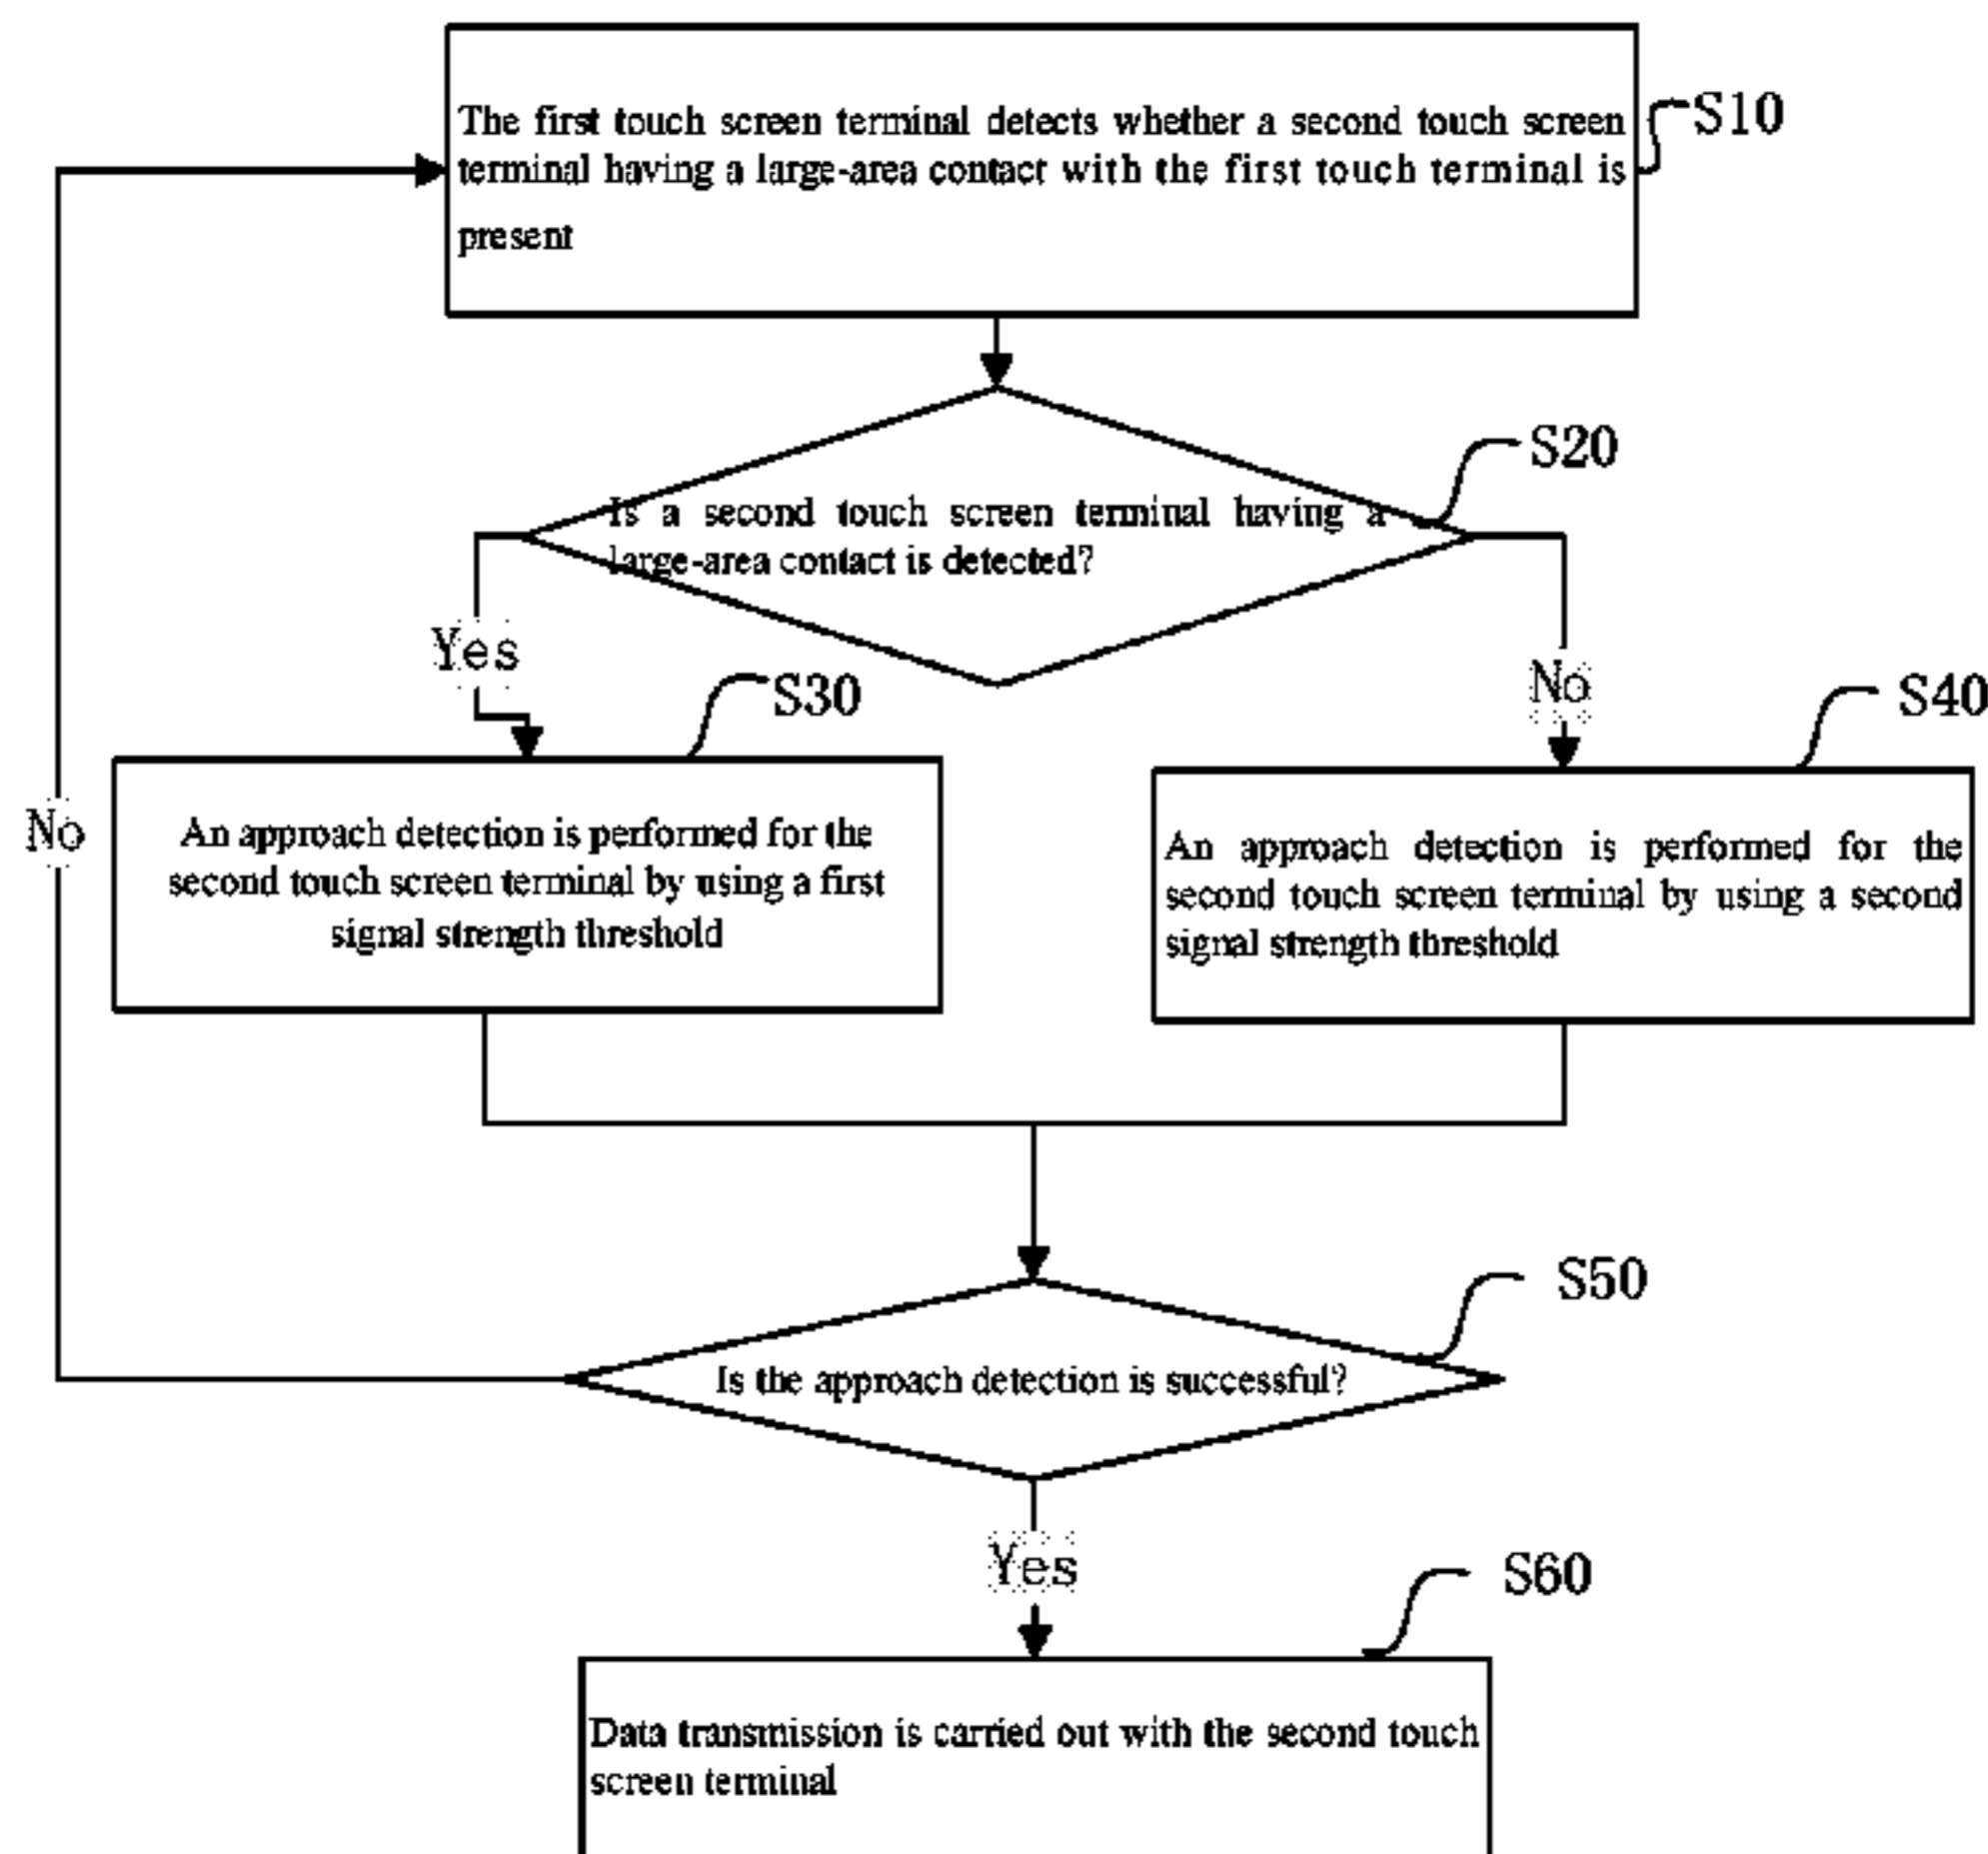 The first touch screen terminal detects whether a second touch screen
terminal having a large-area contact with the first touch terminal is
present
S10
Is a second touch screen terminal having a
large-area contact is detected?
S20
Yes
No
S30
An approach detection is performed for the
second touch screen terminal by using a first
signal strength threshold
S40
An approach detection is performed for the
second touch screen terminal by using a second
signal strength threshold
No
Is the approach detection is successful?
S50
Yes
S60
Data transmission is carried out with the second touch
screen terminal